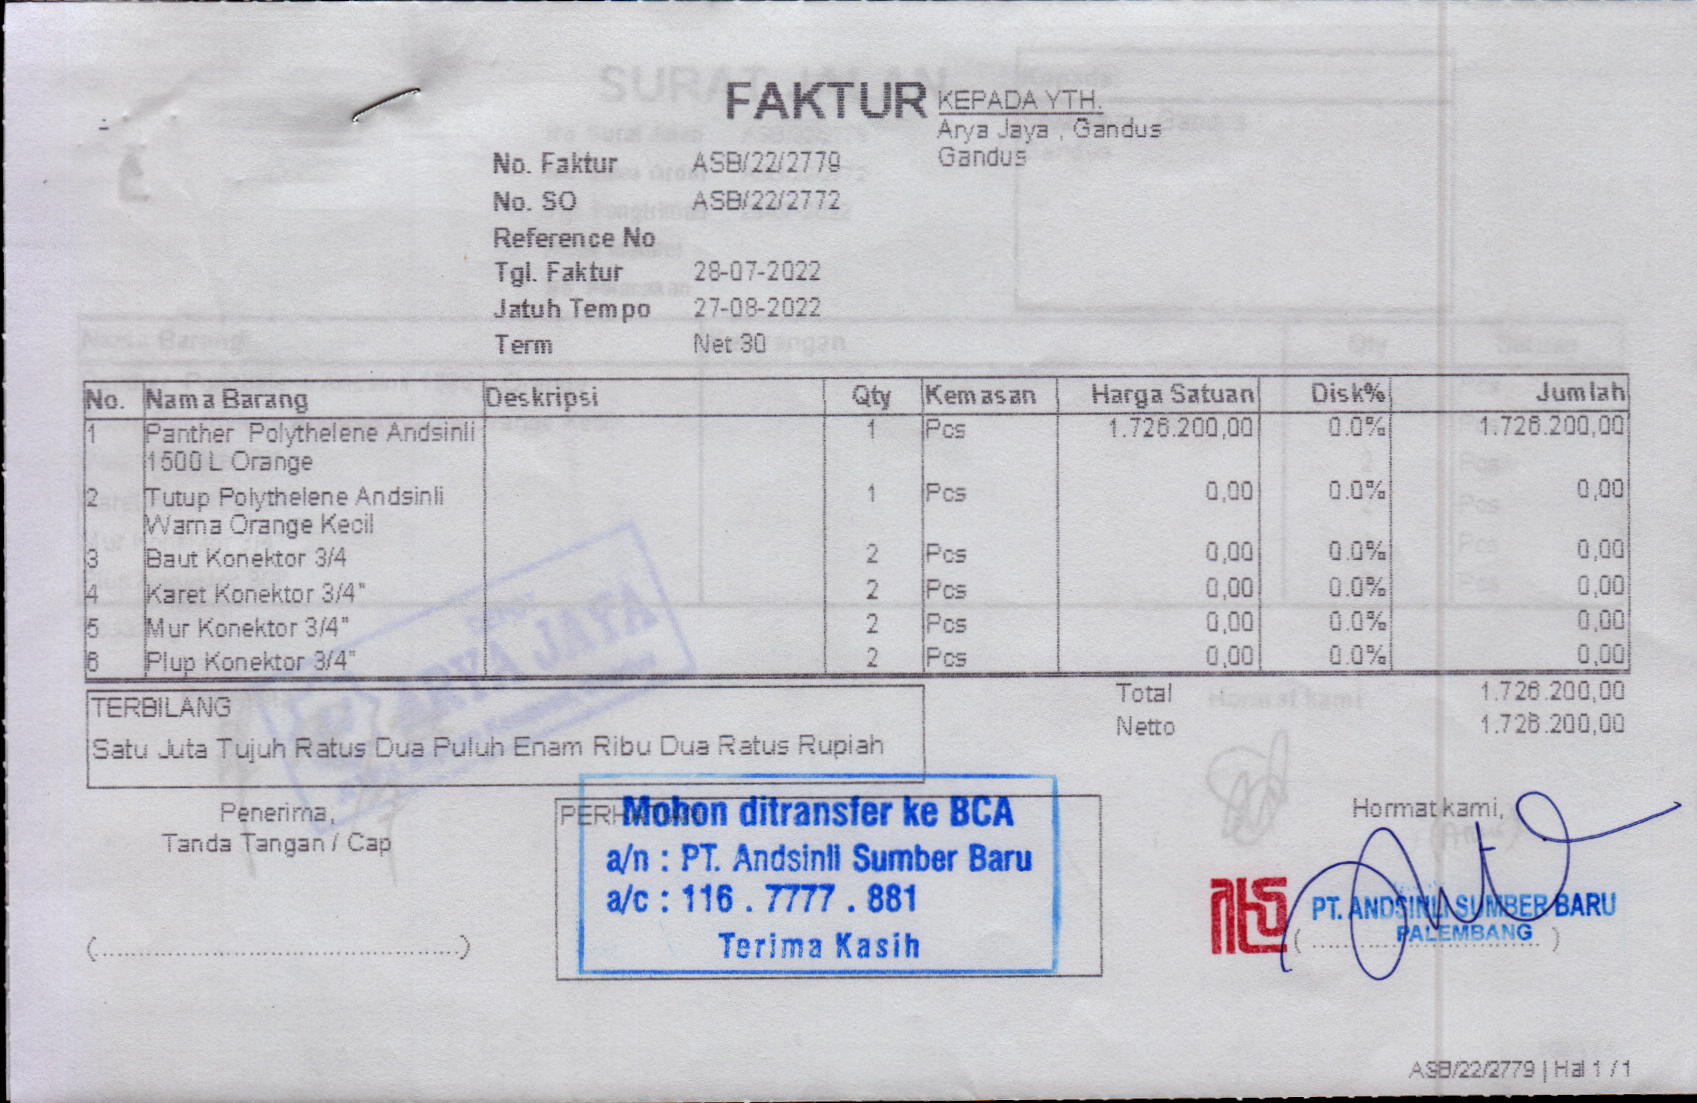 FAKTUR
KEPADA YTH.
Arya Jaya , Gandus
Gandus
No. Faktur ASB/22/2779
No. SO ASB/22/2772
Reference No
Tgl. Faktur 28-07-2022
Jatuh Tempo 27-08-2022
Term Net 30
No. Nama Barang Deskripsi Qty Kemasan Harga Satuan Disk% Jumlah
1 Panther Polythelene Andsinli 1 Pcs 1.726.200,00 0.0% 1.726.200,00
1500 L Orange
2 Tutup Polythelene Andsinli 1 Pcs 0,00 0.0% 0,00
Warna Orange Kecil
3 Baut Konektor 3/4 2 Pcs 0,00 0.0% 0,00
4 Karet Konektor 3/4" 2 Pcs 0,00 0.0% 0,00
5 Mur Konektor 3/4" 2 Pcs 0,00 0.0% 0,00
6 Plup Konektor 3/4" 2 Pcs 0,00 0.0% 0,00
ARYA JAYA
Total 1.726.200,00
Netto 1.726.200,00
TERBILANG
Satu Juta Tujuh Ratus Dua Puluh Enam Ribu Dua Ratus Rupiah
Penerima,
Tanda Tangan / Cap
(...............................................)
Mohon ditransfer ke BCA
a/n : PT. Andsinli Sumber Baru
a/c : 116 . 7777 . 881
Terima Kasih
Hormat kami,
PT. ANDSINLI SUMBER BARU
PALEMBANG
ASB/22/2779 | Hal 1 / 1